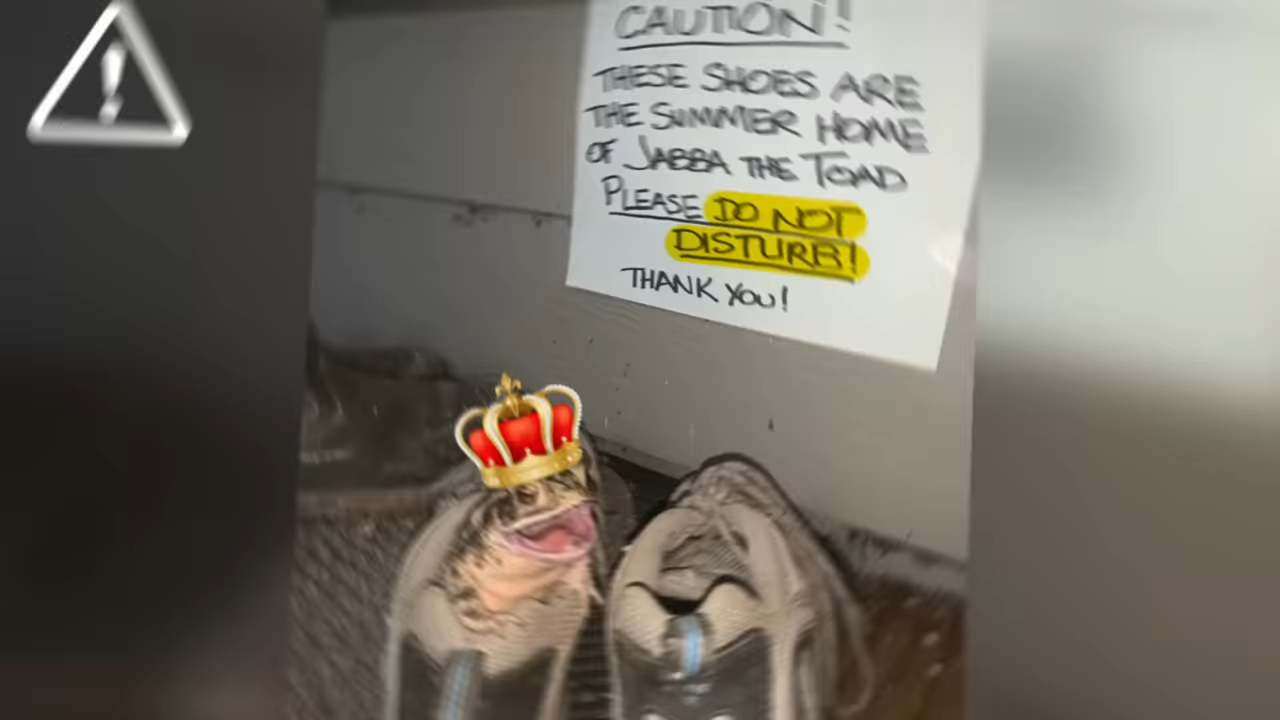 CAUTION!
THESE SHOES ARE
THE SUMMER HOME
OF JABBA THE TOAD
PLEASE DO NOT
DISTURB!
THANK YOU!